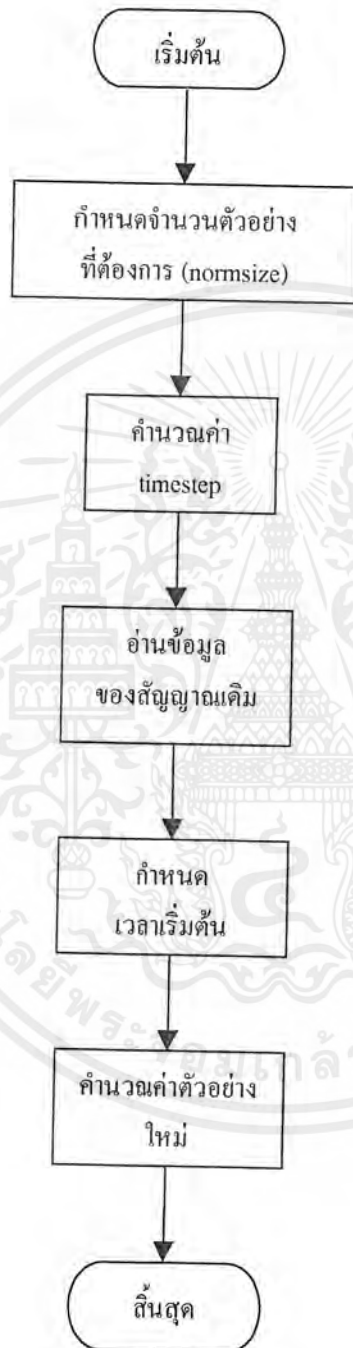 เริ่มต้น
กำหนดจำนวนตัวอย่าง
ที่ต้องการ (normsize)
คำนวณค่า
timestep
อ่านข้อมูล
ของสัญญาณเดิม
กำหนด
เวลาเริ่มต้น
คำนวณค่าตัวอย่าง
ใหม่
สิ้นสุด